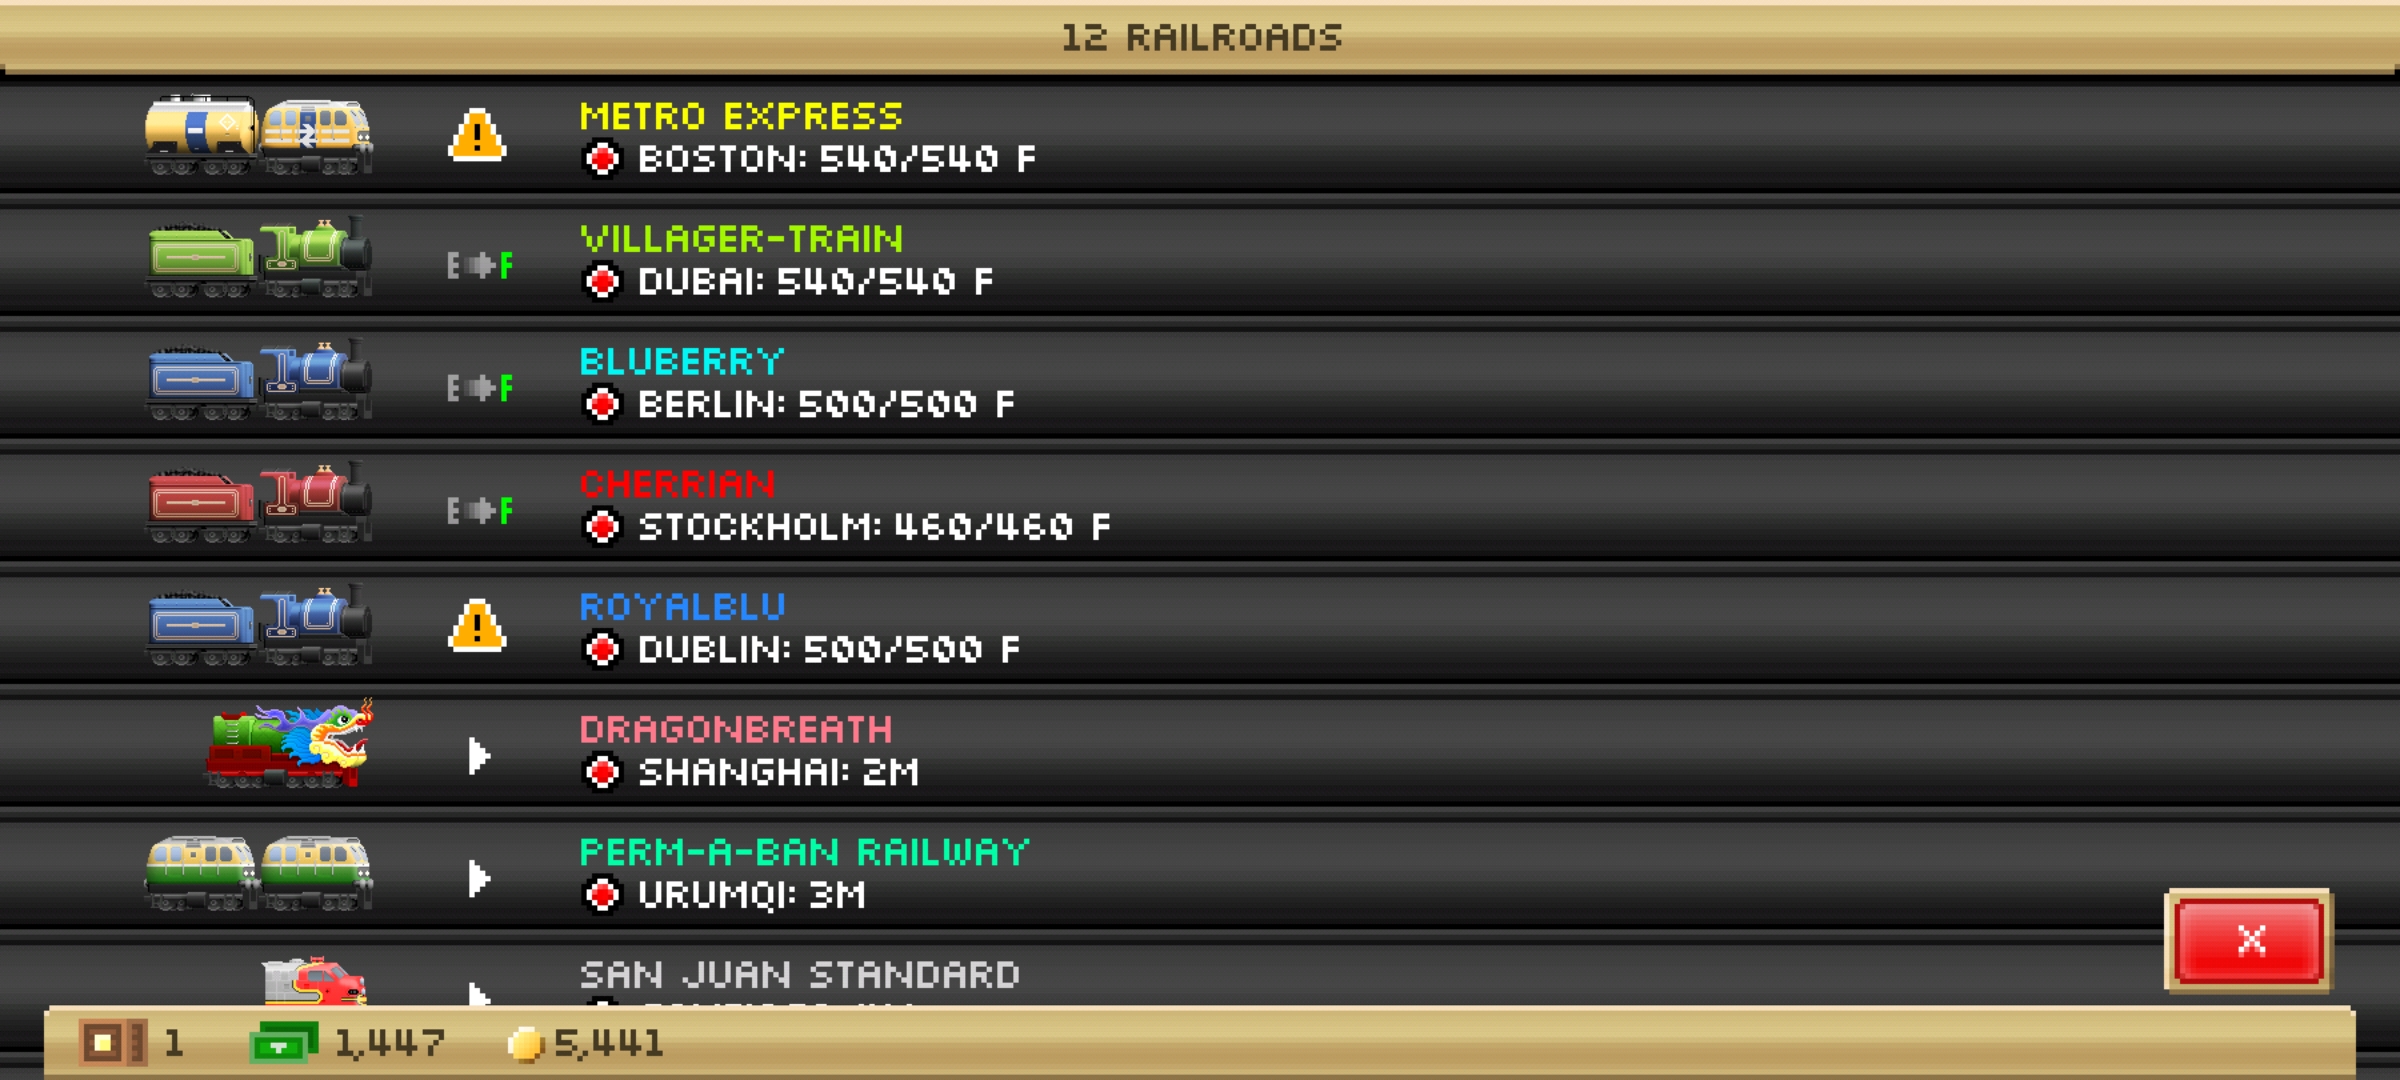 12 RAILROADS
METRO EXPRESS
BOSTON: 540/540 F
E F
VILLAGER-TRAIN
DUBAI: 540/540 F
E F
BLUBERRY
BERLIN: 500/500 F
E F
CHERRIAN
STOCKHOLM: 460/460 F
ROYALBLU
DUBLIN: 500/500 F
DRAGONBREATH
SHANGHAI: 2M
PERM-A-BAN RAILWAY
URUMQI: 3M
SAN JUAN STANDARD
X
1 1,447 5,441